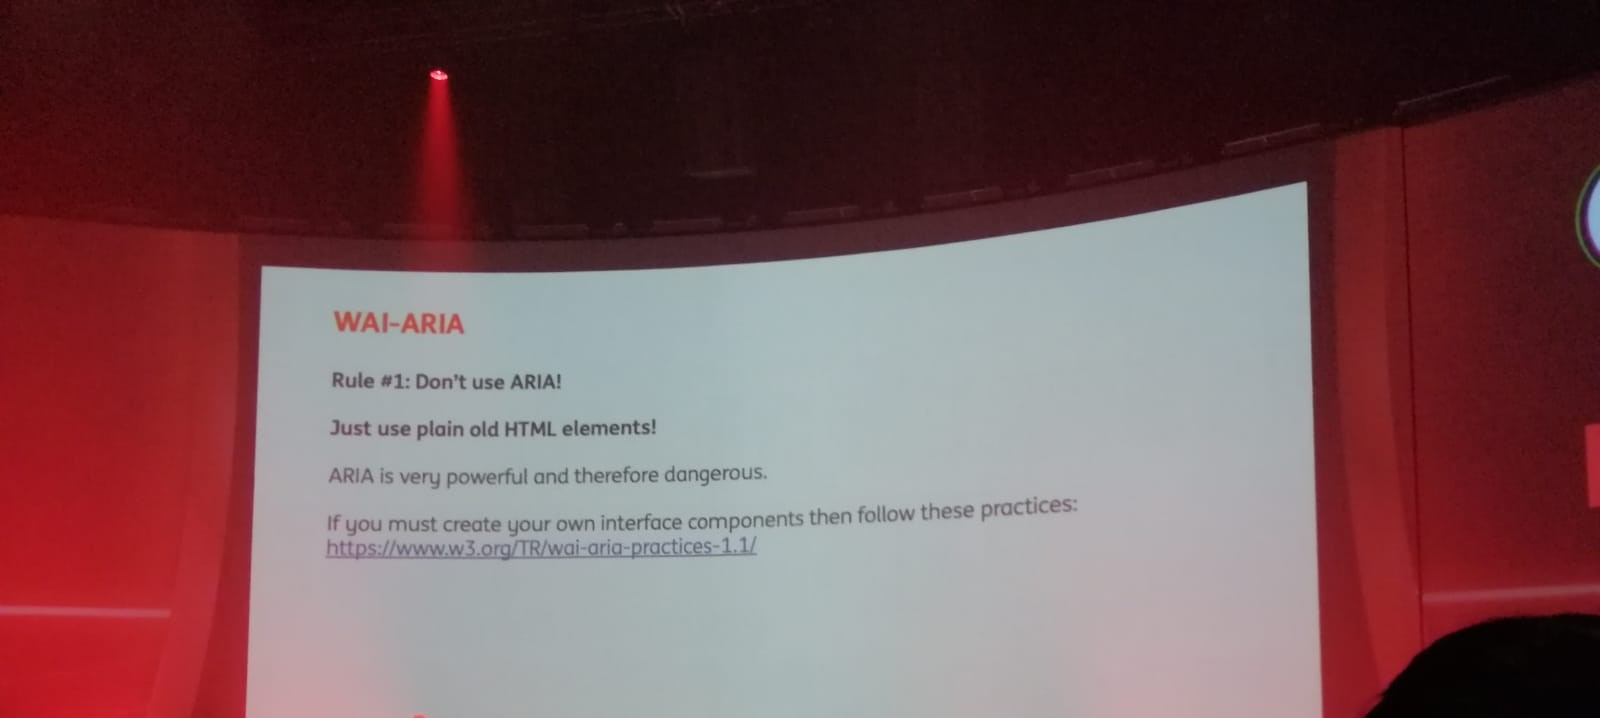 WAI-ARIA
Rule #1: Don't use ARIA!
Just use plain old HTML elements!
ARIA is very powerful and therefore dangerous.
If you must create your own interface components then follow these practices:
https://www.w3.org/TR/wai-aria-practices-1.1/